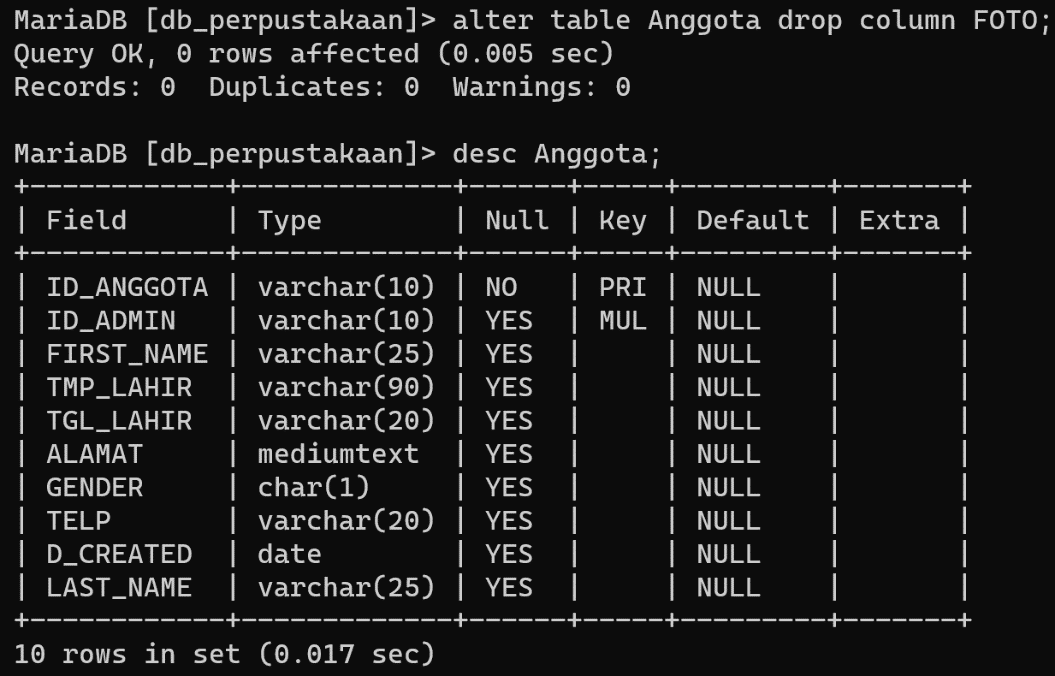 MariaDB [db_perpustakaan]> alter table Anggota drop column FOTO;
Query OK, 0 rows affected (0.005 sec)
Records: 0  Duplicates: 0  Warnings: 0

MariaDB [db_perpustakaan]> desc Anggota;
+------------+-------------+------+-----+---------+-------+
| Field      | Type        | Null | Key | Default | Extra |
+------------+-------------+------+-----+---------+-------+
| ID_ANGGOTA | varchar(10) | NO   | PRI | NULL    |       |
| ID_ADMIN   | varchar(10) | YES  | MUL | NULL    |       |
| FIRST_NAME | varchar(25) | YES  |     | NULL    |       |
| TMP_LAHIR  | varchar(90) | YES  |     | NULL    |       |
| TGL_LAHIR  | varchar(20) | YES  |     | NULL    |       |
| ALAMAT     | mediumtext  | YES  |     | NULL    |       |
| GENDER     | char(1)     | YES  |     | NULL    |       |
| TELP       | varchar(20) | YES  |     | NULL    |       |
| D_CREATED  | date        | YES  |     | NULL    |       |
| LAST_NAME  | varchar(25) | YES  |     | NULL    |       |
+------------+-------------+------+-----+---------+-------+
10 rows in set (0.017 sec)